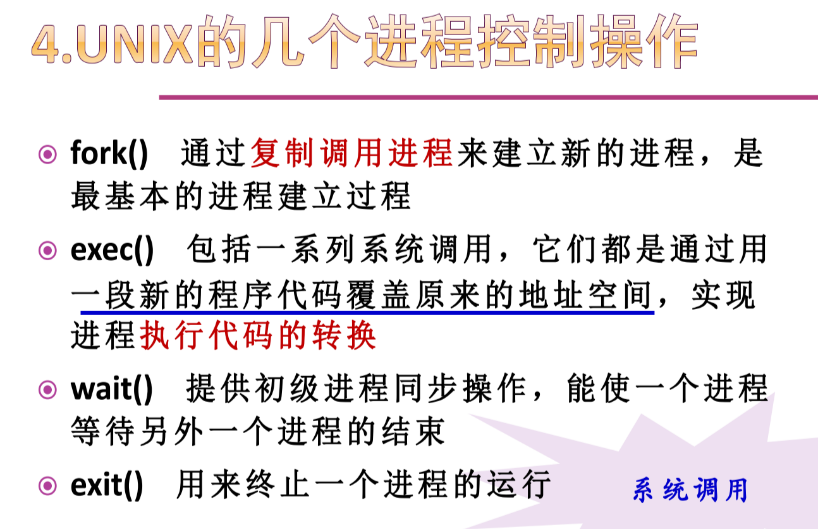 4.UNIX的几个进程控制操作
fork() 通过复制调用进程来建立新的进程，是
最基本的进程建立过程
exec() 包括一系列系统调用，它们都是通过用
一段新的程序代码覆盖原来的地址空间，实现
进程执行代码的转换
wait() 提供初级进程同步操作，能使一个进程
等待另外一个进程的结束
exit() 用来终止一个进程的运行
系统调用